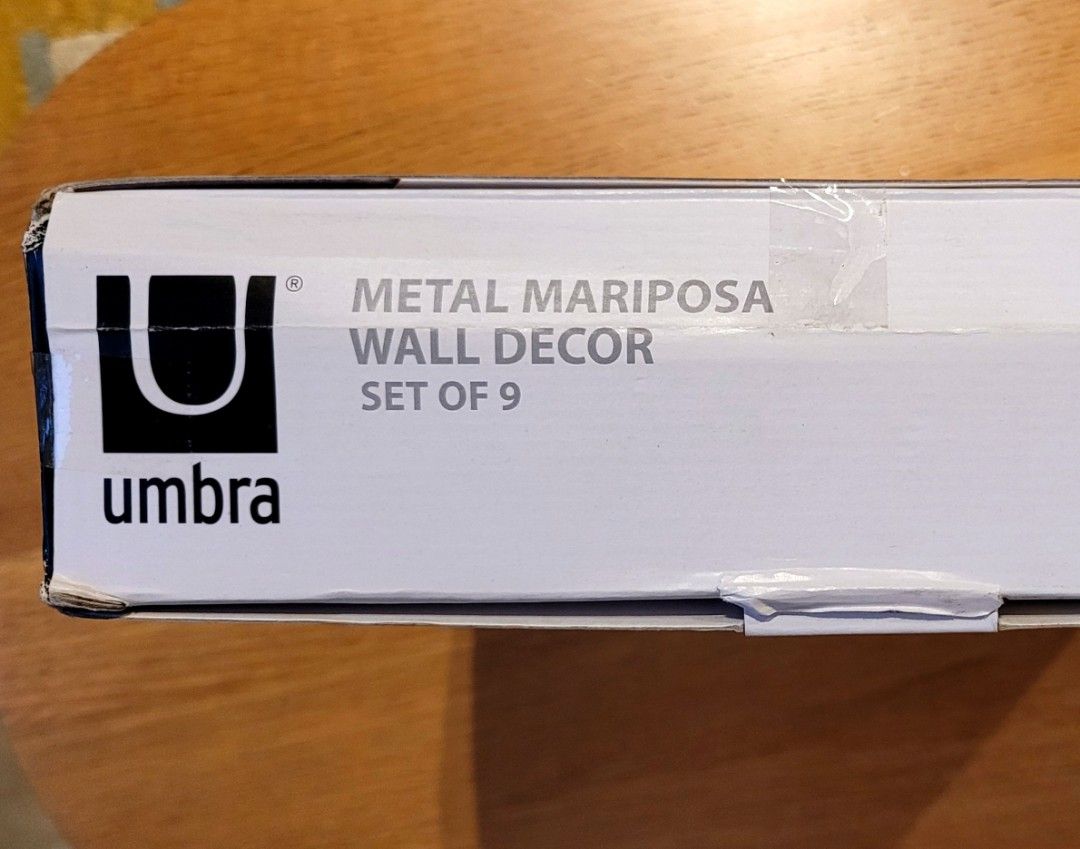 U ®
umbra
METAL MARIPOSA
WALL DECOR
SET OF 9